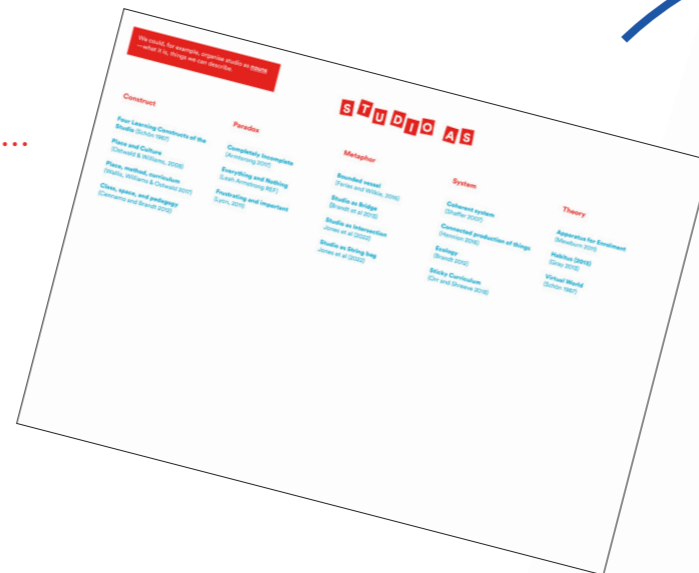 ...
We could, for example, organise studio as nouns
—what it is, things we can describe.
STUDIO AS
Construct
Four Learning Constructs of the
Studio (Schön 1987)
Place and Culture
(Ostwald & Williams, 2008)
Place, method, curriculum
(Wallis, Williams & Ostwald 2017)
Class, space, and pedagogy
(Cennamo and Brandt 2012)
Paradox
Completely Incomplete
(Armstrong 2017)
Everything and Nothing
(Leah Armstrong REF)
Frustrating and important
(Lynn, 2011)
Metaphor
Bounded vessel
(Farías and Wilkie, 2016)
Studio as Bridge
(Brandt et al 2013)
Studio as Intersection
Jones et al (2022)
Studio as String bag
Jones et al (2022)
System
Coherent system
(Shaffer 2007)
Connected production of things
(Hennion 2016)
Ecology
(Brandt 2012)
Sticky Curriculum
(Orr and Shreeve 2018)
Theory
Apparatus for Enrolment
(Mewburn 2011)
Habitus (2013)
(Gray 2013)
Virtual World
(Schön 1987)